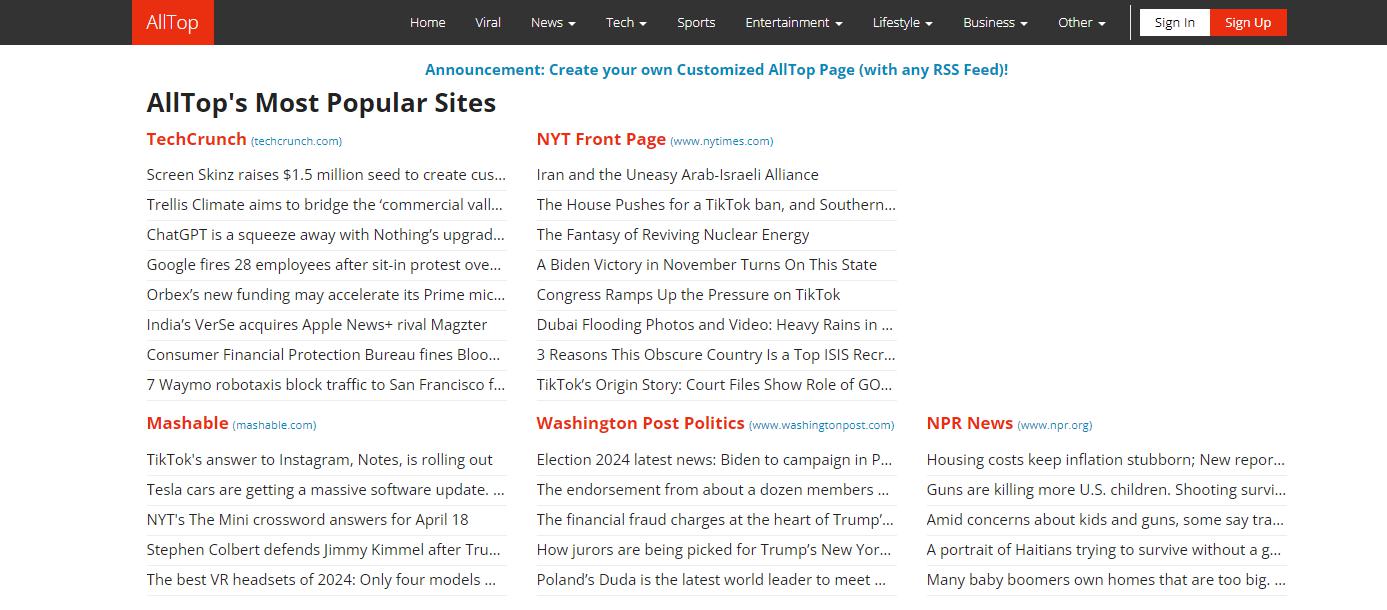 AllTop
Home Viral News Tech Sports Entertainment Lifestyle Business Other Sign In Sign Up
Announcement: Create your own Customized AllTop Page (with any RSS Feed)!
AllTop's Most Popular Sites
TechCrunch (techcrunch.com)
Screen Skinz raises $1.5 million seed to create cus...
Trellis Climate aims to bridge the ‘commercial vall...
ChatGPT is a squeeze away with Nothing’s upgrad...
Google fires 28 employees after sit-in protest ove...
Orbex’s new funding may accelerate its Prime mic...
India’s VerSe acquires Apple News+ rival Magzter
Consumer Financial Protection Bureau fines Bloo...
7 Waymo robotaxis block traffic to San Francisco f...
NYT Front Page (www.nytimes.com)
Iran and the Uneasy Arab-Israeli Alliance
The House Pushes for a TikTok ban, and Southern...
The Fantasy of Reviving Nuclear Energy
A Biden Victory in November Turns On This State
Congress Ramps Up the Pressure on TikTok
Dubai Flooding Photos and Video: Heavy Rains in ...
3 Reasons This Obscure Country Is a Top ISIS Recr...
TikTok’s Origin Story: Court Files Show Role of GO...
Mashable (mashable.com)
TikTok's answer to Instagram, Notes, is rolling out
Tesla cars are getting a massive software update. ...
NYT's The Mini crossword answers for April 18
Stephen Colbert defends Jimmy Kimmel after Tru...
The best VR headsets of 2024: Only four models ...
Washington Post Politics (www.washingtonpost.com)
Election 2024 latest news: Biden to campaign in P...
The endorsement from about a dozen members ...
The financial fraud charges at the heart of Trump’...
How jurors are being picked for Trump’s New Yor...
Poland’s Duda is the latest world leader to meet ...
NPR News (www.npr.org)
Housing costs keep inflation stubborn; New repor...
Guns are killing more U.S. children. Shooting survi...
Amid concerns about kids and guns, some say tra...
A portrait of Haitians trying to survive without a g...
Many baby boomers own homes that are too big. ...